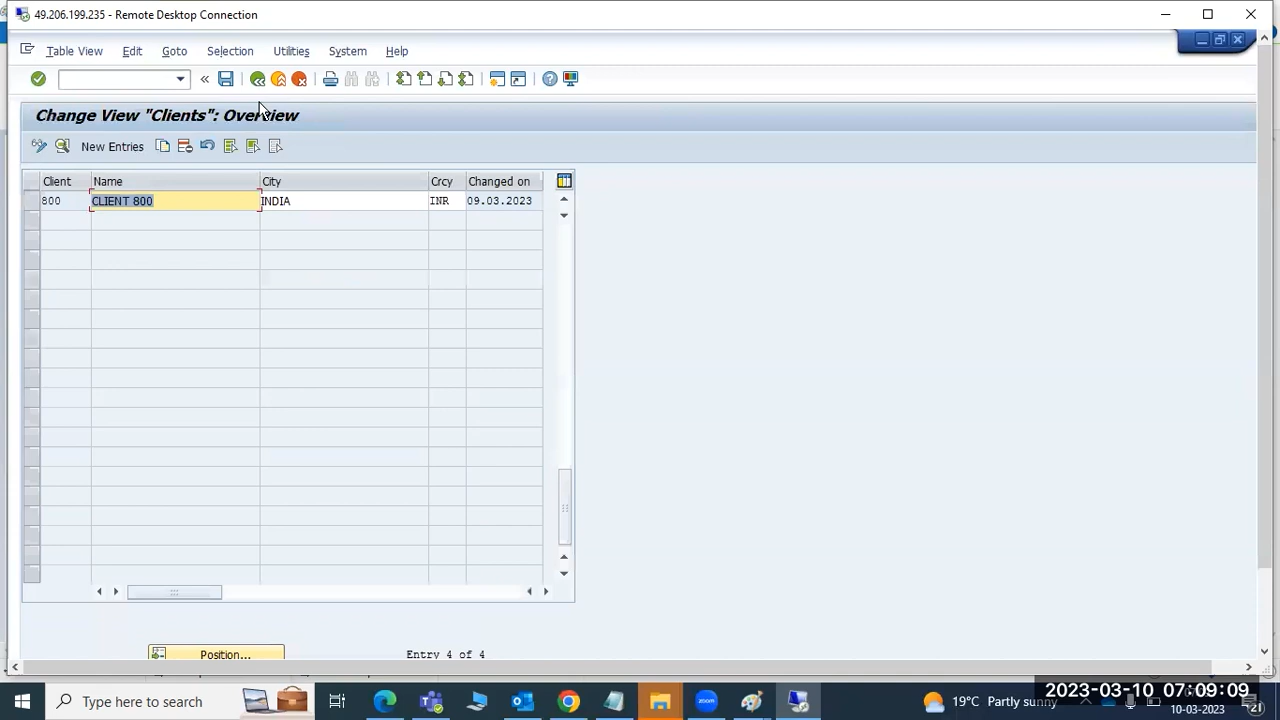 49.206.199.235 - Remote Desktop Connection
Table View Edit Goto Selection Utilities System Help
Change View "Clients": Overview
New Entries
Client Name City Crcy Changed on
800 CLIENT 800 INDIA INR 09.03.2023
Position... Entry 4 of 4
Type here to search
zoom
19°C Partly sunny
2023-03-10 07:09:09
10-03-2023
21